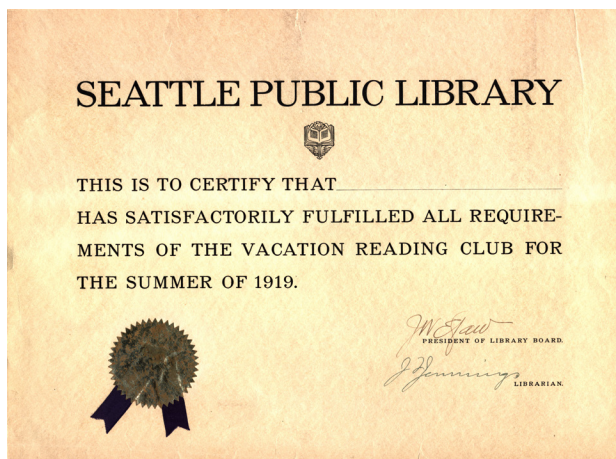 SEATTLE PUBLIC LIBRARY
THIS IS TO CERTIFY THAT
HAS SATISFACTORILY FULFILLED ALL REQUIRE-
MENTS OF THE VACATION READING CLUB FOR
THE SUMMER OF 1919.
PRESIDENT OF LIBRARY BOARD.
J Jennings
LIBRARIAN.